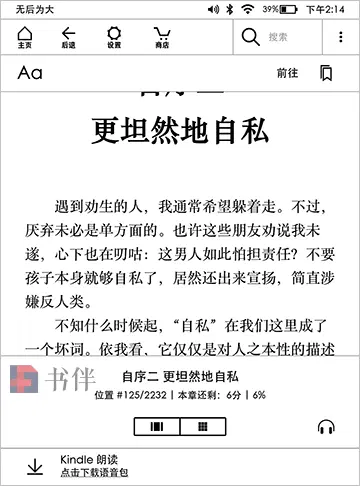 无后为大 39% 下午2:14
主页 后退 设置 商店 搜索
Aa 前往
自序二
更坦然地自私
遇到劝生的人，我通常希望躲着走。不过，
厌弃未必是单方面的。也许这些朋友劝说我未
遂，心下也在叨咕：这男人如此怕担责任？不要
孩子本身就够自私了，居然还出来宣扬，简直涉
嫌反人类。
不知什么时候起，“自私”在我们这里成了
一个坏词。依我看，它仅仅是对人之本性的描述
书伴
自序二 更坦然地自私
位置 #125/2232 | 本章还剩：6分 | 6%
Kindle 朗读
点击下载语音包